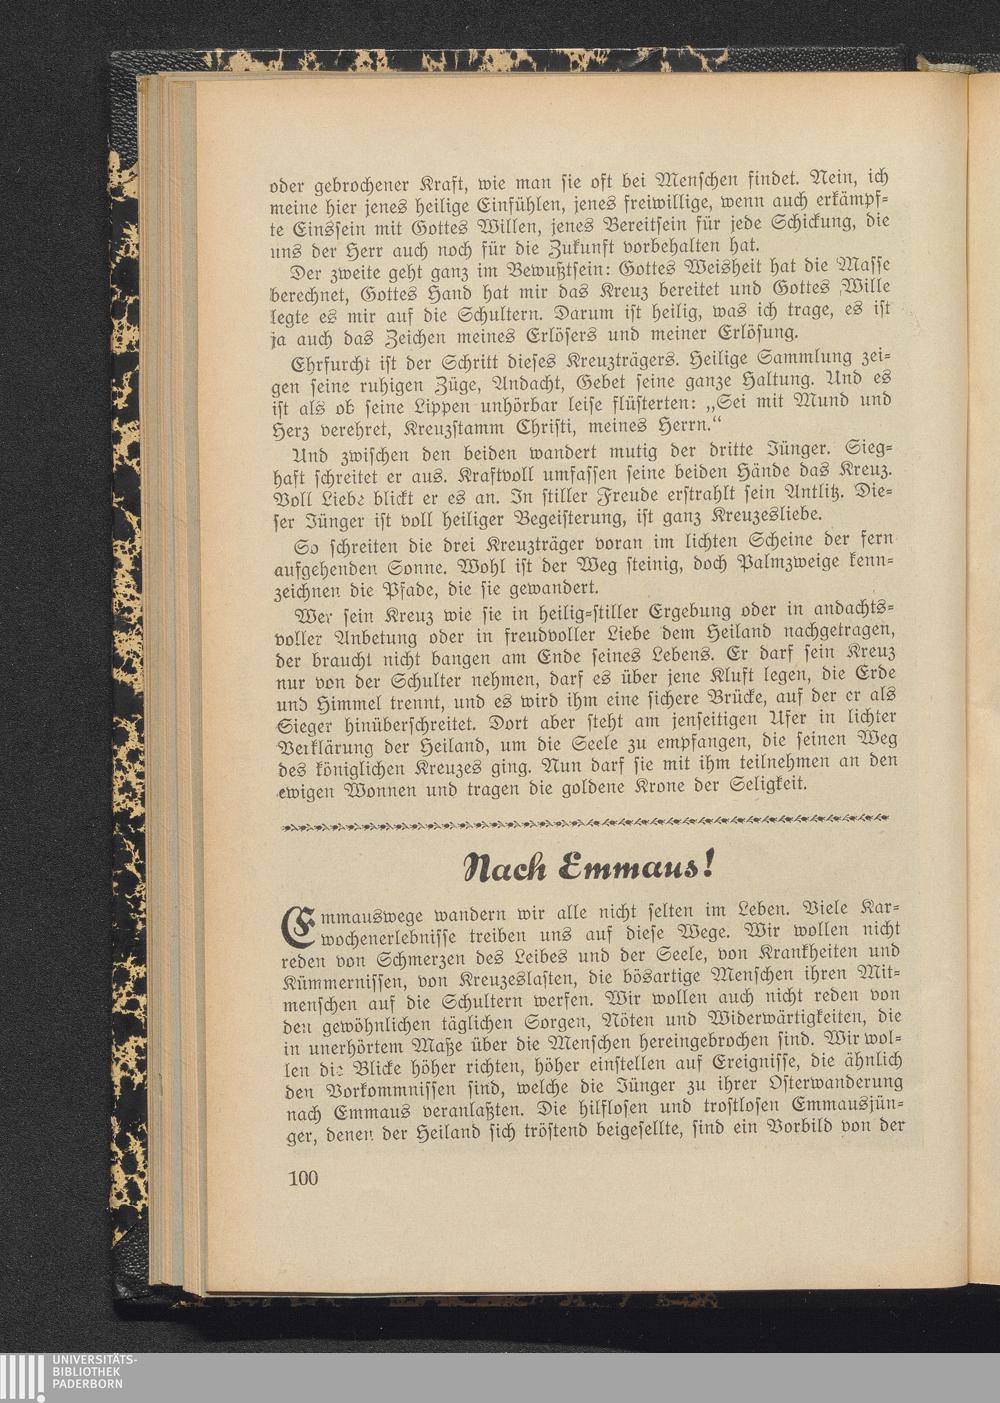 oder gebrochener Kraft, wie man sie oft bei Menschen findet. Nein, ich
meine hier jenes heilige Einfühlen, jenes freiwillige, wenn auch erkämpf-
te Einssein mit Gottes Willen, jenes Bereitsein für jede Schickung, die
uns der Herr auch noch für die Zukunft vorbehalten hat.
Der zweite geht ganz im Bewußtsein: Gottes Weisheit hat die Masse
berechnet, Gottes Hand hat mir das Kreuz bereitet und Gottes Wille
legte es mir auf die Schultern. Darum ist heilig, was ich trage, es ist
ja auch das Zeichen meines Erlösers und meiner Erlösung.
Ehrfurcht ist der Schritt dieses Kreuzträgers. Heilige Sammlung zei-
gen seine ruhigen Züge, Andacht, Gebet seine ganze Haltung. Und es
ist als ob seine Lippen unhörbar leise flüsterten: „Sei mit Mund und
Herz verehret, Kreuzstamm Christi, meines Herrn.“
Und zwischen den beiden wandert mutig der dritte Jünger. Sieg-
haft schreitet er aus. Kraftvoll umfassen seine beiden Hände das Kreuz.
Voll Liebe blickt er es an. In stiller Freude erstrahlt sein Antlitz. Die-
ser Jünger ist voll heiliger Begeisterung, ist ganz Kreuzesliebe.
So schreiten die drei Kreuzträger voran im lichten Scheine der fern
aufgehenden Sonne. Wohl ist der Weg steinig, doch Palmzweige kenn-
zeichnen die Pfade, die sie gewandert.
Wer sein Kreuz wie sie in heilig-stiller Ergebung oder in andachts-
voller Anbetung oder in freudvoller Liebe dem Heiland nachgetragen,
der braucht nicht bangen am Ende seines Lebens. Er darf sein Kreuz
nur von der Schulter nehmen, darf es über jene Kluft legen, die Erde
und Himmel trennt, und es wird ihm eine sichere Brücke, auf der er als
Sieger hinüberschreitet. Dort aber steht am jenseitigen Ufer in lichter
Verklärung der Heiland, um die Seele zu empfangen, die seinen Weg
des königlichen Kreuzes ging. Nun darf sie mit ihm teilnehmen an den
ewigen Wonnen und tragen die goldene Krone der Seligkeit.
Nach Emmaus!
Emmauswege wandern wir alle nicht selten im Leben. Viele Kar-
wochenerlebnisse treiben uns auf diese Wege. Wir wollen nicht
reden von Schmerzen des Leibes und der Seele, von Krankheiten und
Kümmernissen, von Kreuzeslasten, die bösartige Menschen ihren Mit-
menschen auf die Schultern werfen. Wir wollen auch nicht reden von
den gewöhnlichen täglichen Sorgen, Nöten und Widerwärtigkeiten, die
in unerhörtem Maße über die Menschen hereingebrochen sind. Wir wol-
len die Blicke höher richten, höher einstellen auf Ereignisse, die ähnlich
den Vorkommnissen sind, welche die Jünger zu ihrer Osterwanderung
nach Emmaus veranlaßten. Die hilflosen und trostlosen Emmausjün-
ger, denen der Heiland sich tröstend beigesellte, sind ein Vorbild von der
100
UNIVERSITÄTS-
BIBLIOTHEK
PADERBORN